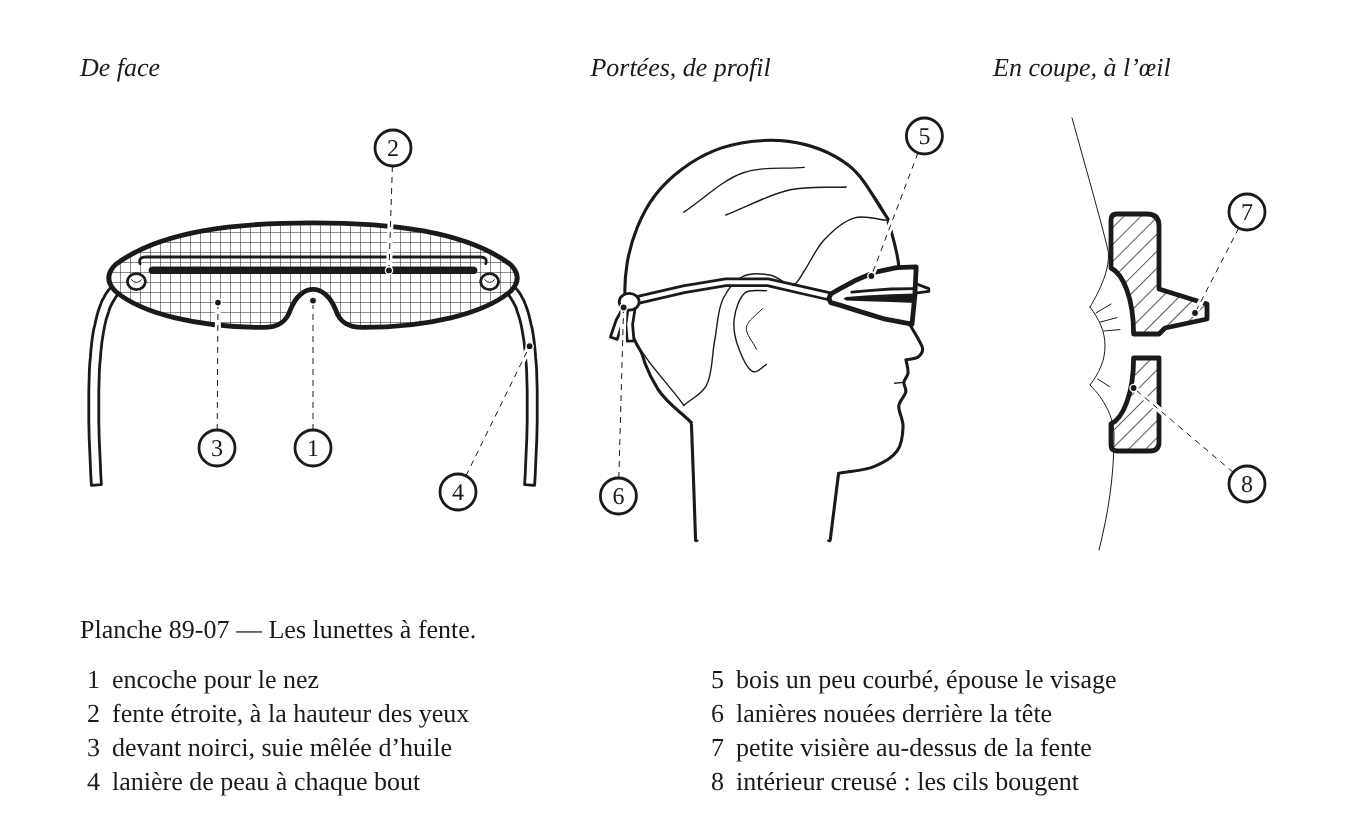 De face
Portées, de profil
En coupe, à l’œil
2
5
7
3
1
4
6
8
Planche 89-07 — Les lunettes à fente.
1 encoche pour le nez
2 fente étroite, à la hauteur des yeux
3 devant noirci, suie mêlée d’huile
4 lanière de peau à chaque bout
5 bois un peu courbé, épouse le visage
6 lanières nouées derrière la tête
7 petite visière au-dessus de la fente
8 intérieur creusé : les cils bougent